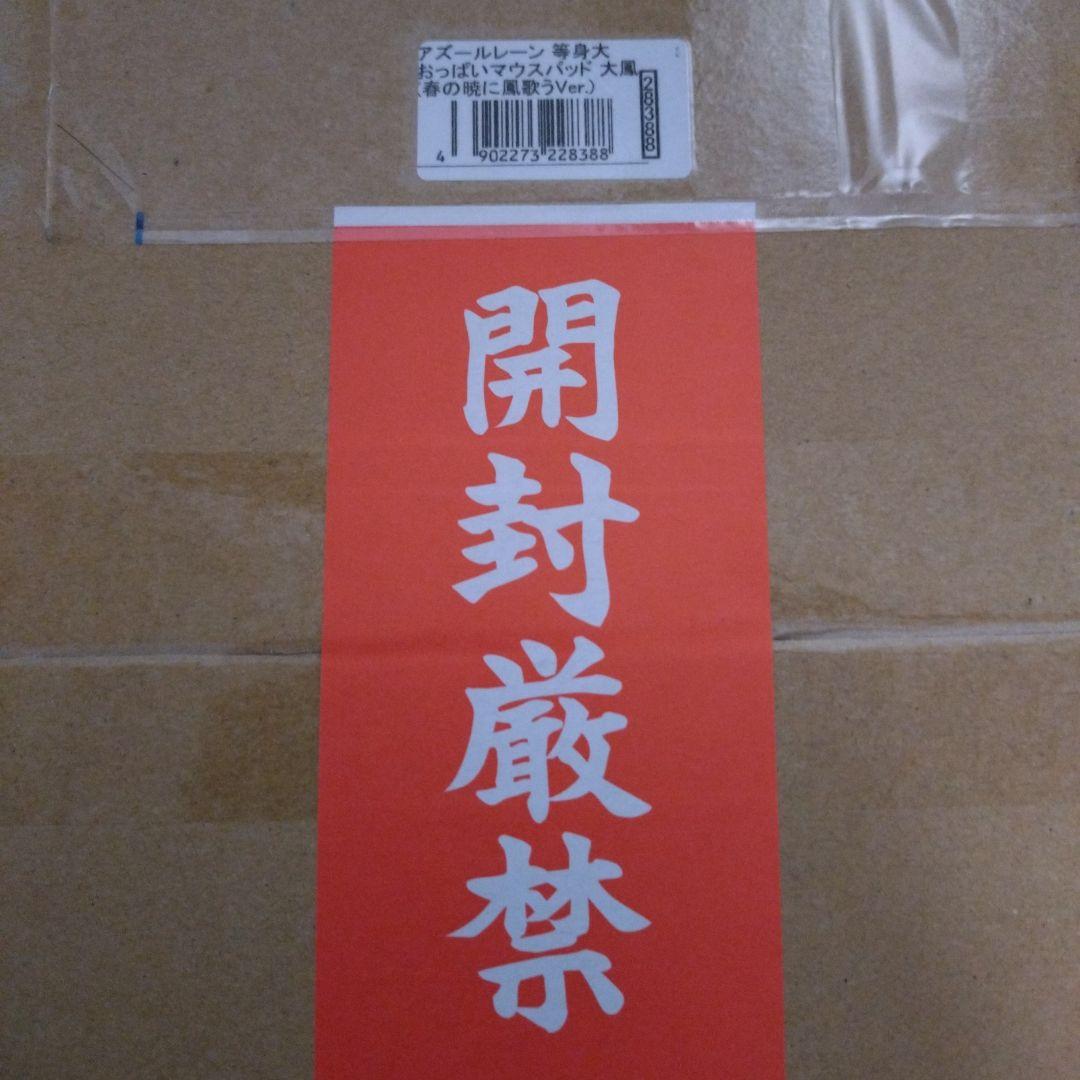 アズールレーン 等身大
おっぱいマウスパッド 大鳳
(春の暁に鳳歌うVer.)
28388
4 902273 228388
開封厳禁